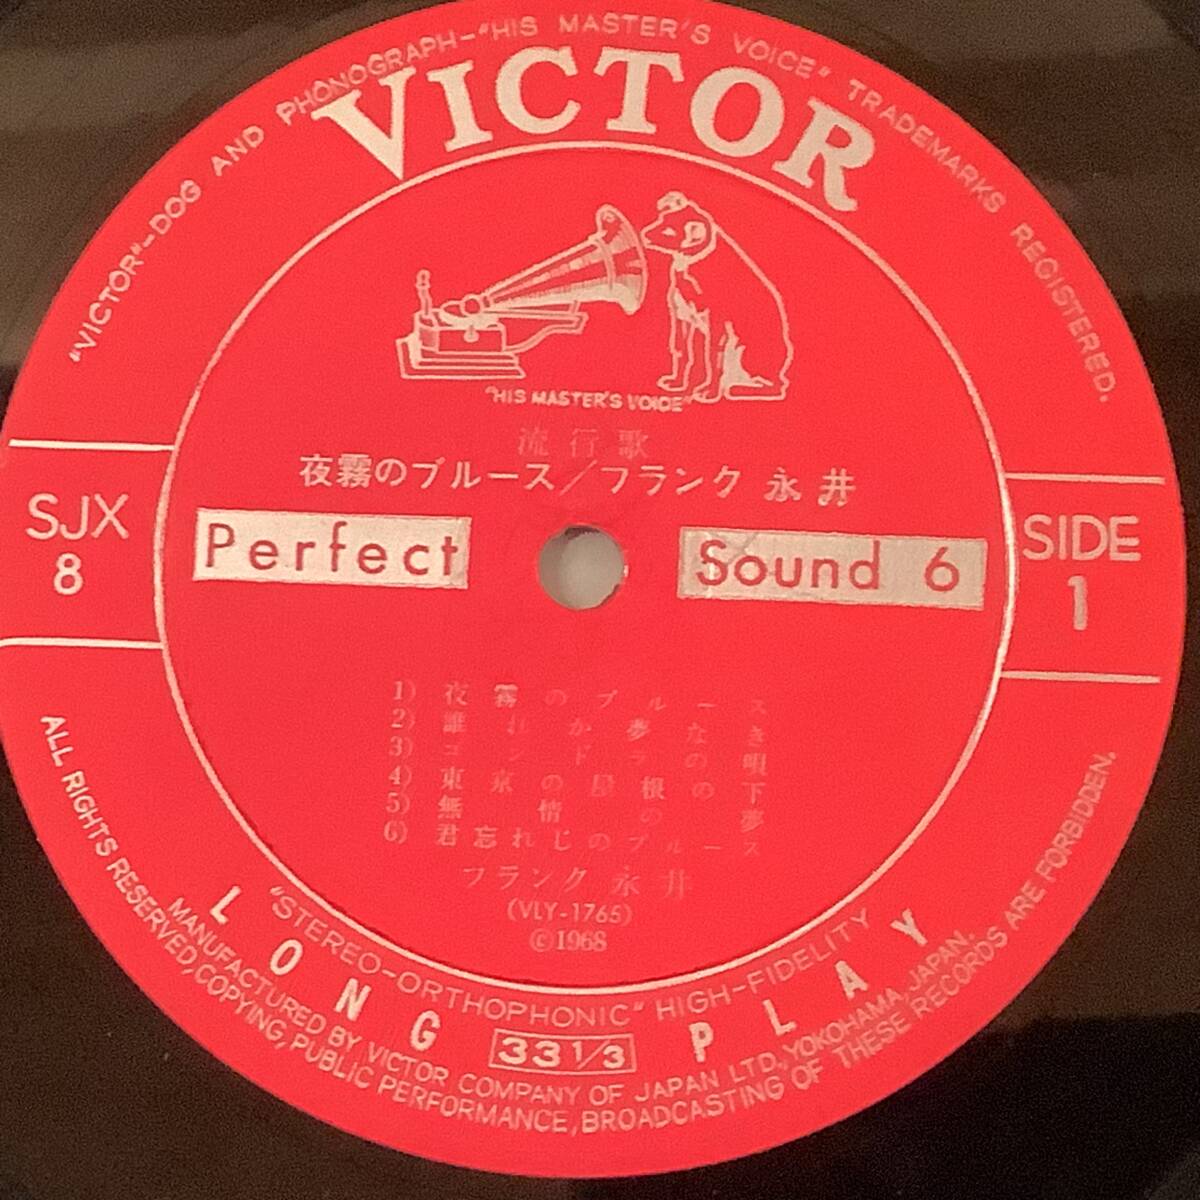 "VICTOR"-DOG AND PHONOGRAPH-"HIS MASTER'S VOICE" TRADEMARKS REGISTERED.
VICTOR
"HIS MASTER'S VOICE"
流行歌
夜霧のブルース/フランク 永井
SJX
8
Perfect Sound 6
SIDE
1
1) 夜霧のブルース
2) 誰れか夢なき
3) ゴンドラの唄
4) 東京の屋根の下
5) 無情の夢
6) 君忘れじのブルース
フランク 永井
(VLY-1765)
©1968
"STEREO-ORTHOPHONIC" HIGH-FIDELITY
LONG 33 1/3 PLAY
MANUFACTURED BY VICTOR COMPANY OF JAPAN LTD., YOKOHAMA, JAPAN.
ALL RIGHTS RESERVED, COPYING, PUBLIC PERFORMANCE, BROADCASTING OF THESE RECORDS ARE FORBIDDEN.